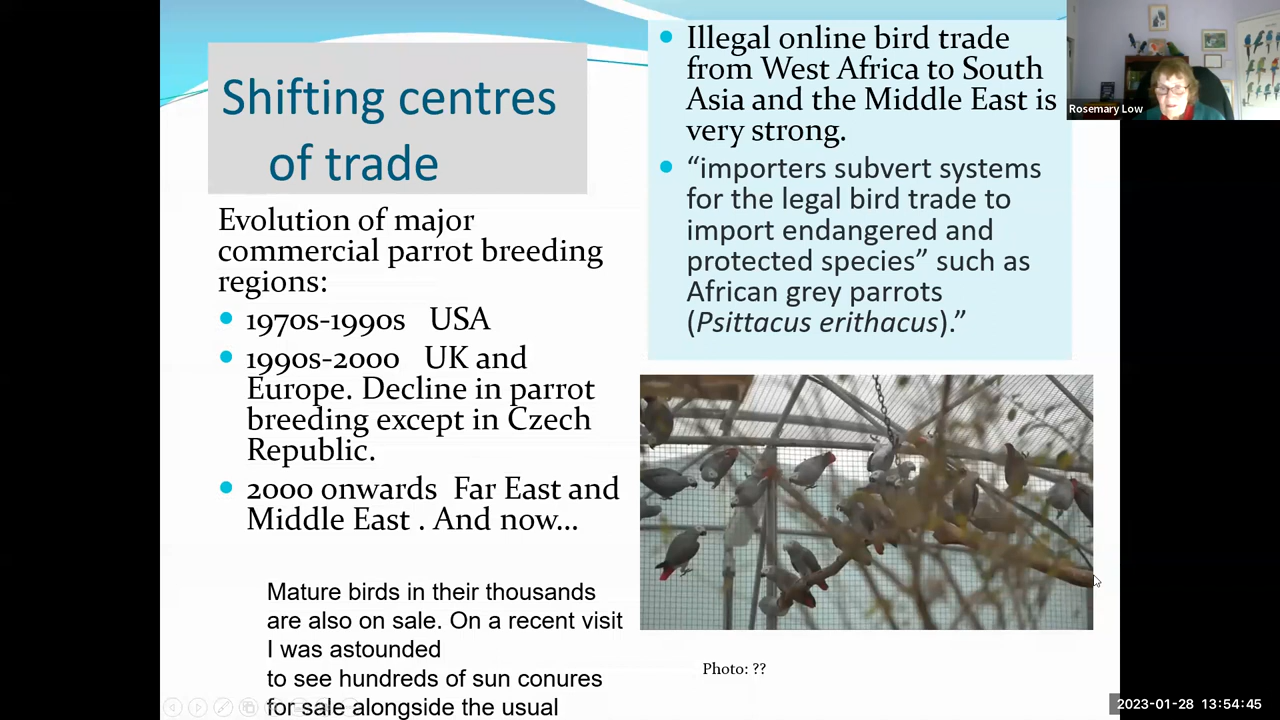 Shifting centres
of trade
Evolution of major
commercial parrot breeding
regions:
1970s-1990s USA
1990s-2000 UK and
Europe. Decline in parrot
breeding except in Czech
Republic.
2000 onwards Far East and
Middle East . And now...
Mature birds in their thousands
are also on sale. On a recent visit
I was astounded
to see hundreds of sun conures
for sale alongside the usual
Illegal online bird trade
from West Africa to South
Asia and the Middle East is
very strong.
“importers subvert systems
for the legal bird trade to
import endangered and
protected species” such as
African grey parrots
(Psittacus erithacus).”
Photo: ??
Rosemary Low
2023-01-28 13:54:45